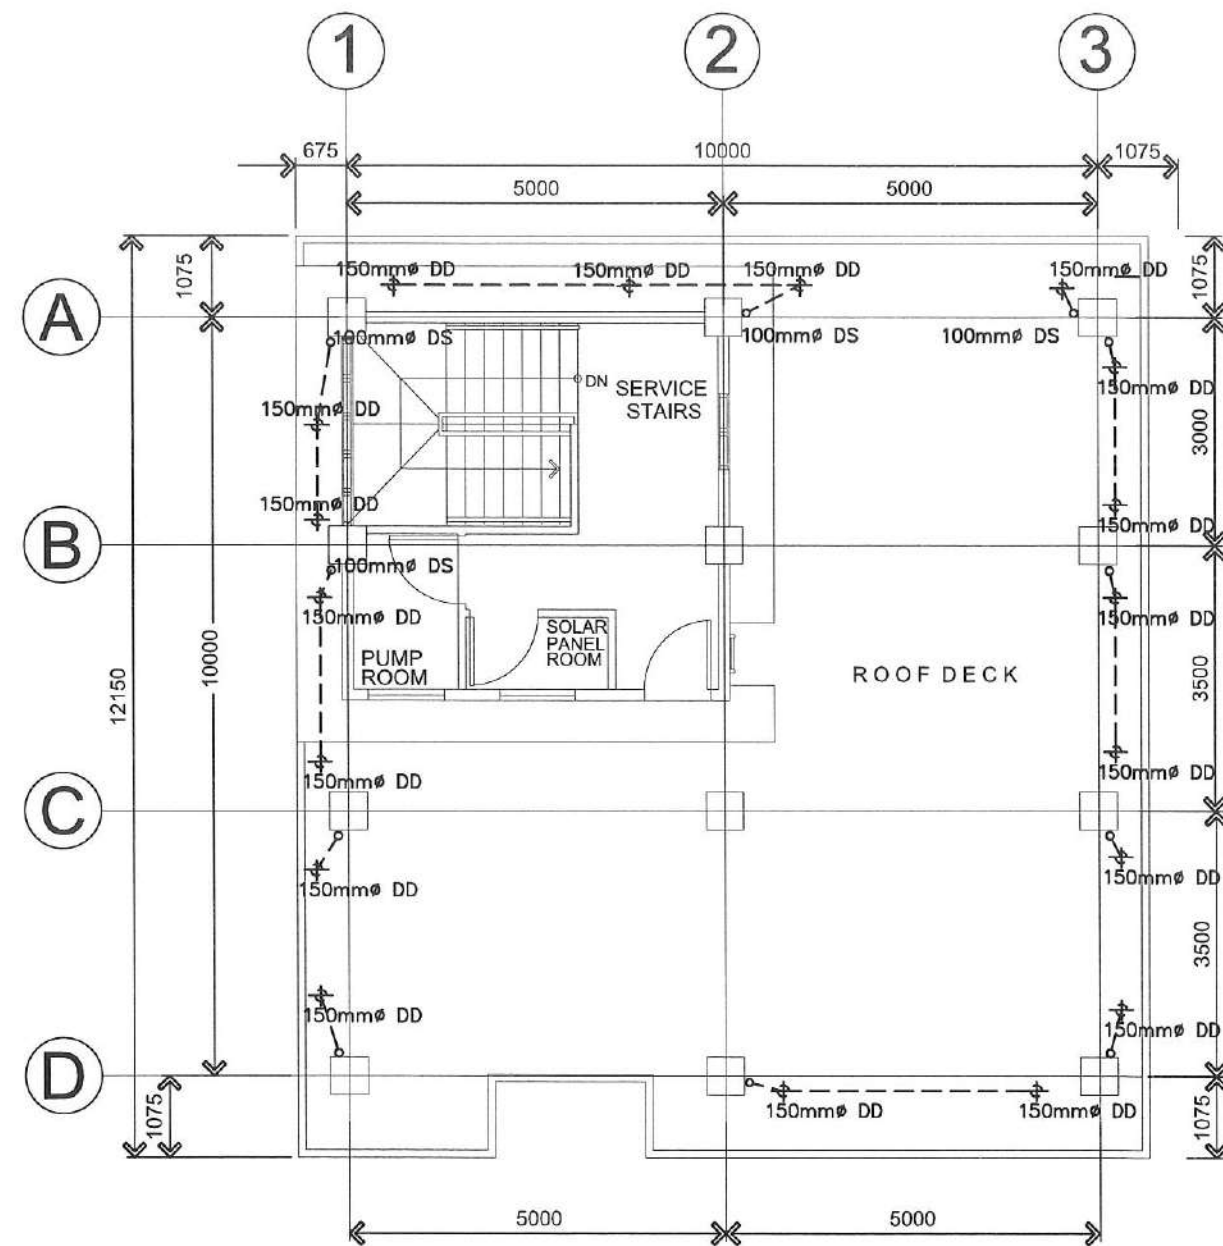 1
2
3
675
10000
1075
5000
5000
1075
1075
150mmø DD
150mmø DD
150mmø DD
150mmø DD
A
100mmø DS
100mmø DS
100mmø DS
DN
SERVICE
STAIRS
150mmø DD
150mmø DD
3000
150mmø DD
150mmø DD
B
100mmø DS
150mmø DD
150mmø DD
SOLAR
PANEL
ROOM
PUMP
ROOM
ROOF DECK
10000
12150
3500
150mmø DD
150mmø DD
C
150mmø DD
150mmø DD
3500
150mmø DD
150mmø DD
D
1075
150mmø DD
150mmø DD
1075
5000
5000